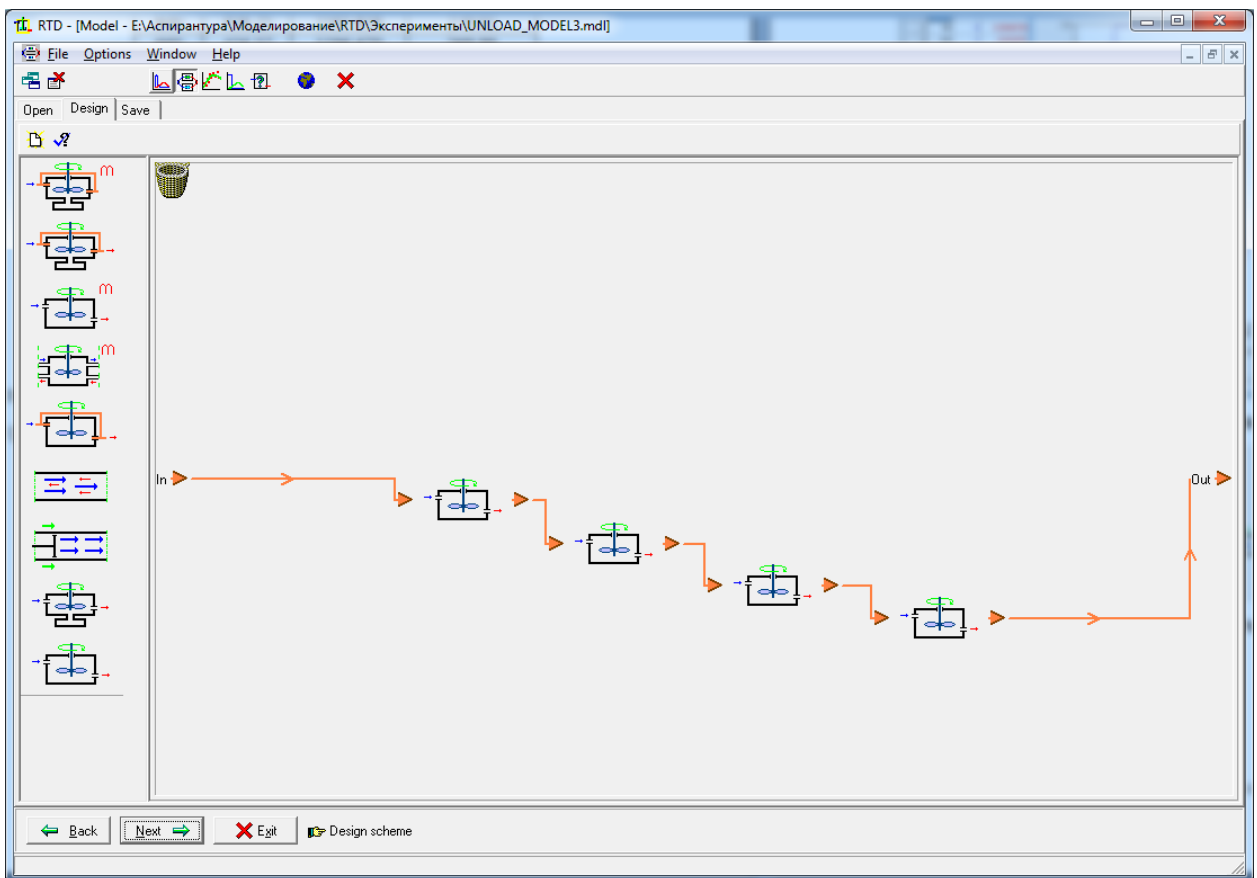 RTD - [Model - E:\Аспирантура\Моделирование\RTD\Эксперименты\UNLOAD_MODEL3.mdl]
File Options Window Help
Open Design Save
m
m
m
In
Out
Back Next Exit Design scheme